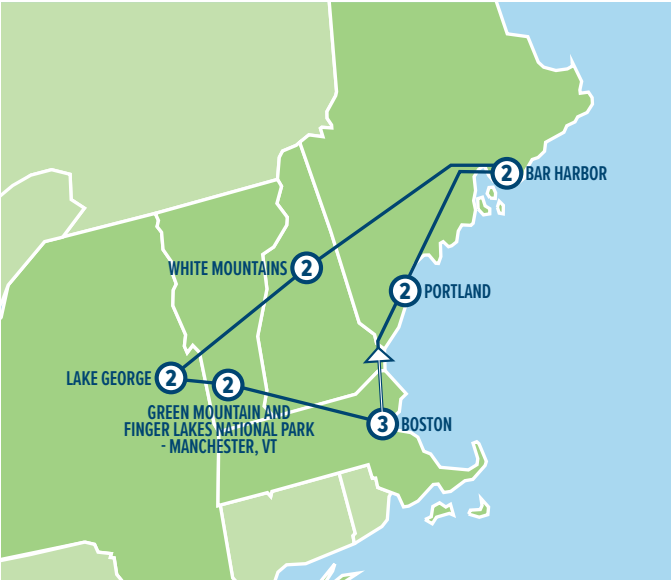 2 BAR HARBOR
WHITE MOUNTAINS 2
2 PORTLAND
LAKE GEORGE 2
2
GREEN MOUNTAIN AND
FINGER LAKES NATIONAL PARK
- MANCHESTER, VT
3 BOSTON